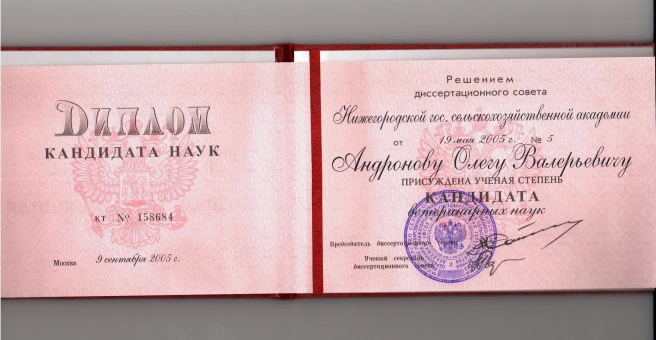 ДИПЛОМ
КАНДИДАТА НАУК
КТ № 158684
Москва 9 сентября 2005 г.
Решением
диссертационного совета
Нижегородской гос. сельскохозяйственной академии
от 19 мая 2005 г. № 5
Андронову Олегу Валерьевичу
ПРИСУЖДЕНА УЧЕНАЯ СТЕПЕНЬ
КАНДИДАТА
ветеринарных наук
Председатель диссертационного совета
Ученый секретарь
диссертационного совета